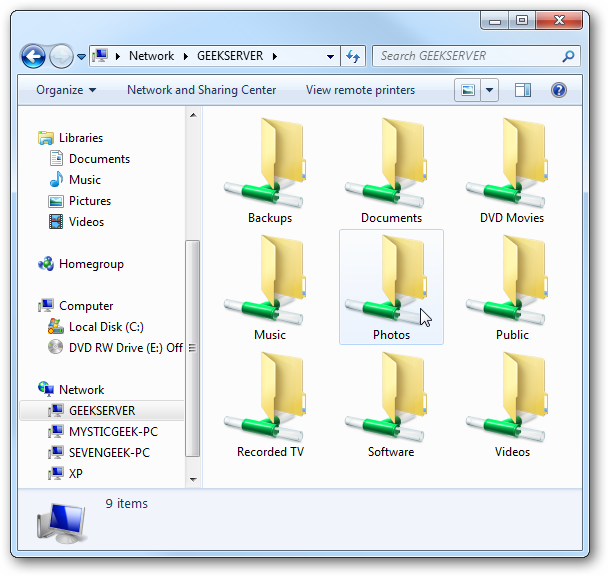 Network
GEEKSERVER
Search GEEKSERVER
Organize
Network and Sharing Center
View remote printers
Libraries
Documents
Music
Pictures
Videos
Homegroup
Computer
Local Disk (C:)
DVD RW Drive (E:) Off
Network
GEEKSERVER
MYSTICGEEK-PC
SEVENGEEK-PC
XP
Backups
Documents
DVD Movies
Music
Photos
Public
Recorded TV
Software
Videos
9 items